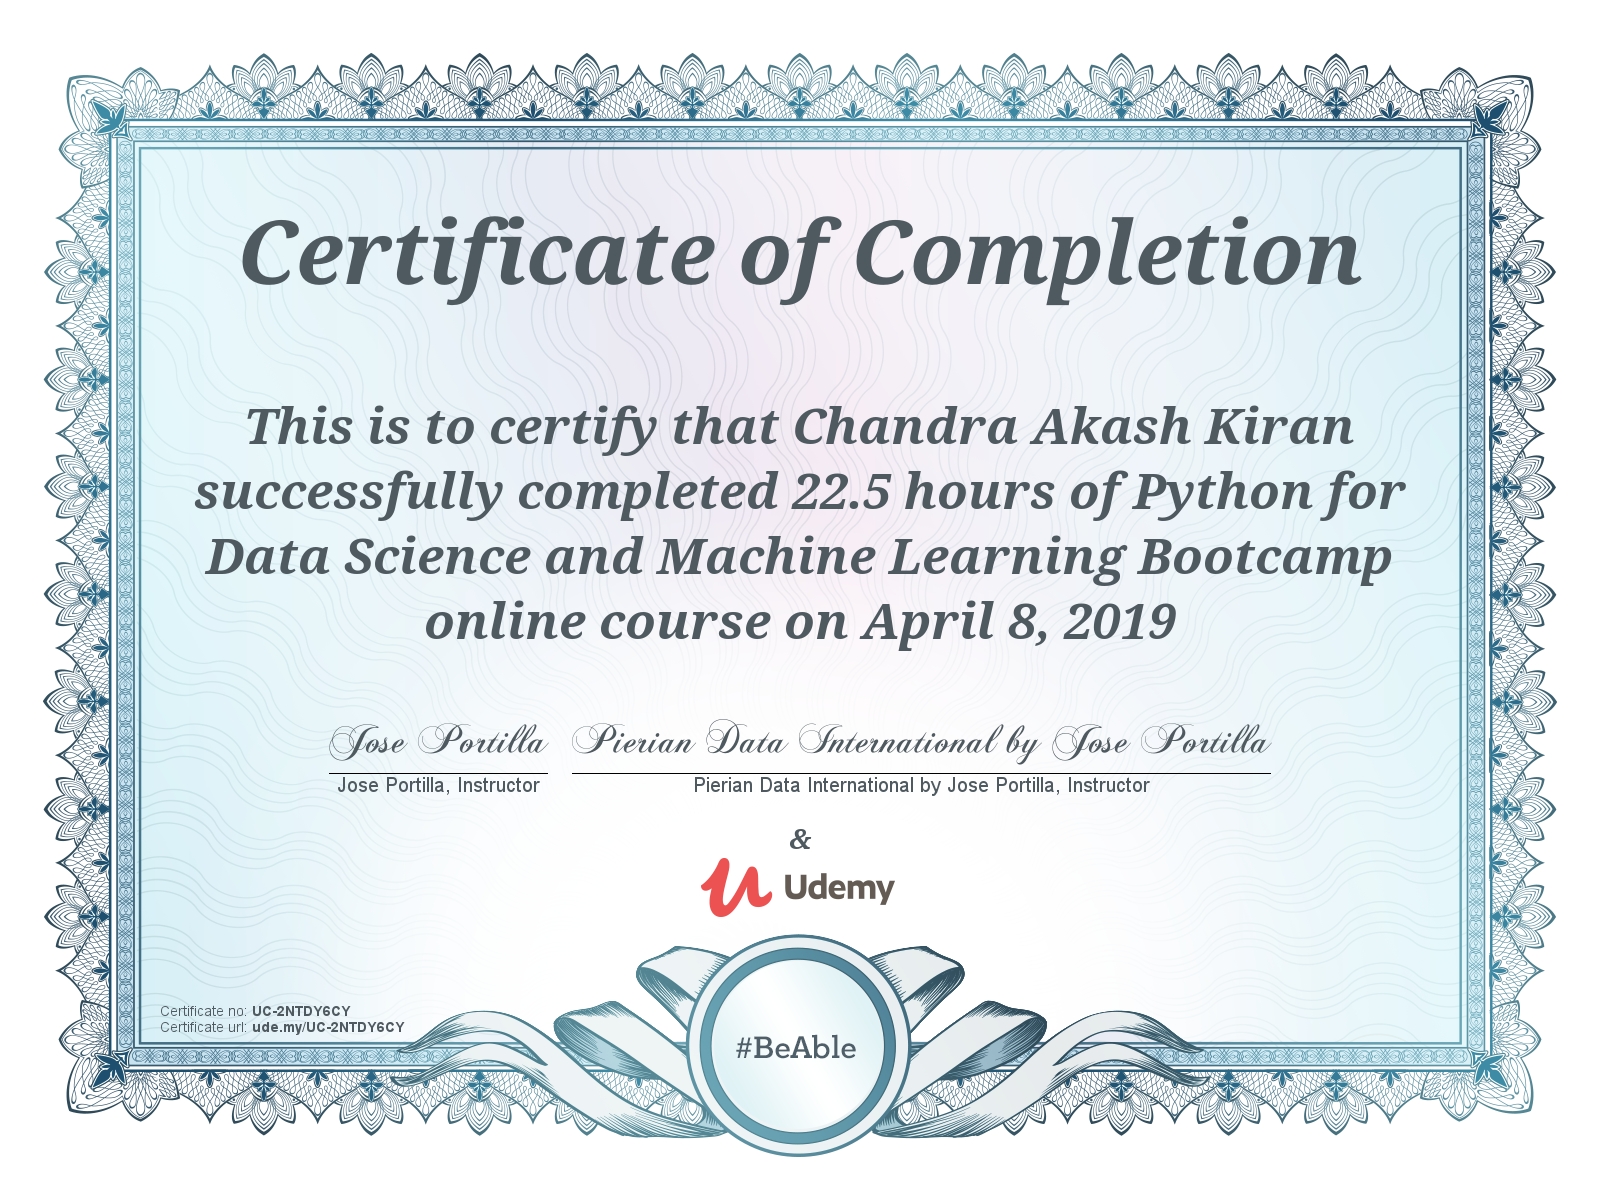 Certificate of Completion
This is to certify that Chandra Akash Kiran
successfully completed 22.5 hours of Python for
Data Science and Machine Learning Bootcamp
online course on April 8, 2019
Jose Portilla
Pierian Data International by Jose Portilla
Jose Portilla, Instructor
Pierian Data International by Jose Portilla, Instructor
&
Udemy
Certificate no: UC-2NTDY6CY
Certificate url: ude.my/UC-2NTDY6CY
#BeAble